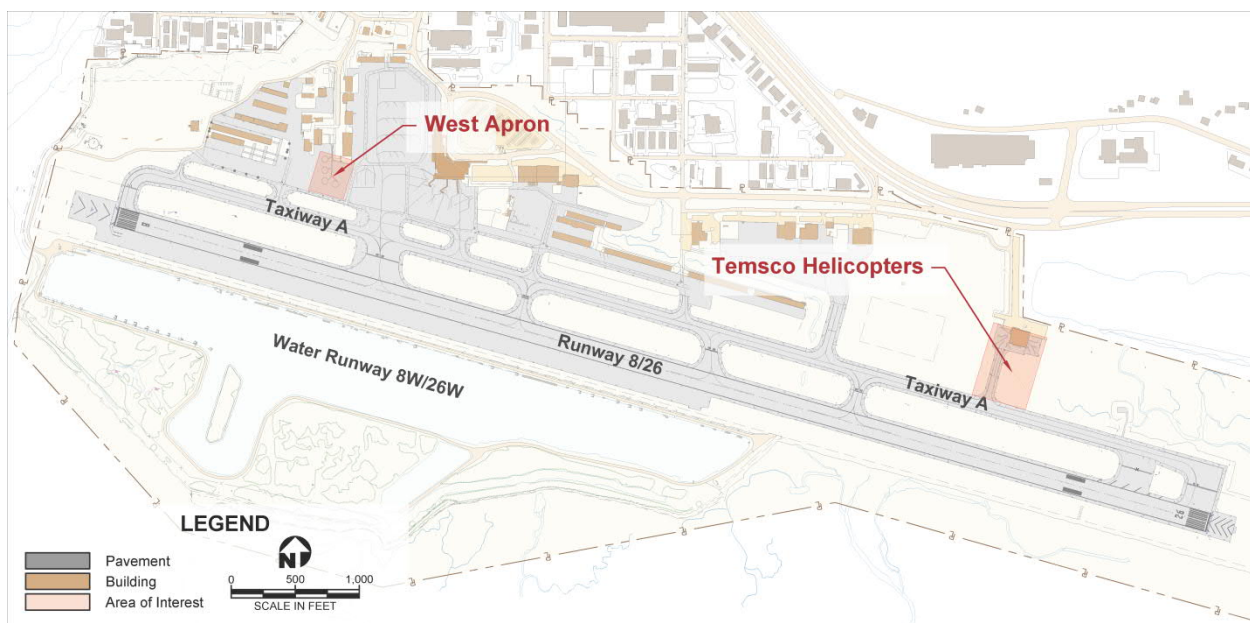 West Apron
Taxiway A
Temsco Helicopters
Runway 8/26
Water Runway 8W/26W
Taxiway A
26
LEGEND
N
Pavement
Building
Area of Interest
0 500 1,000
SCALE IN FEET